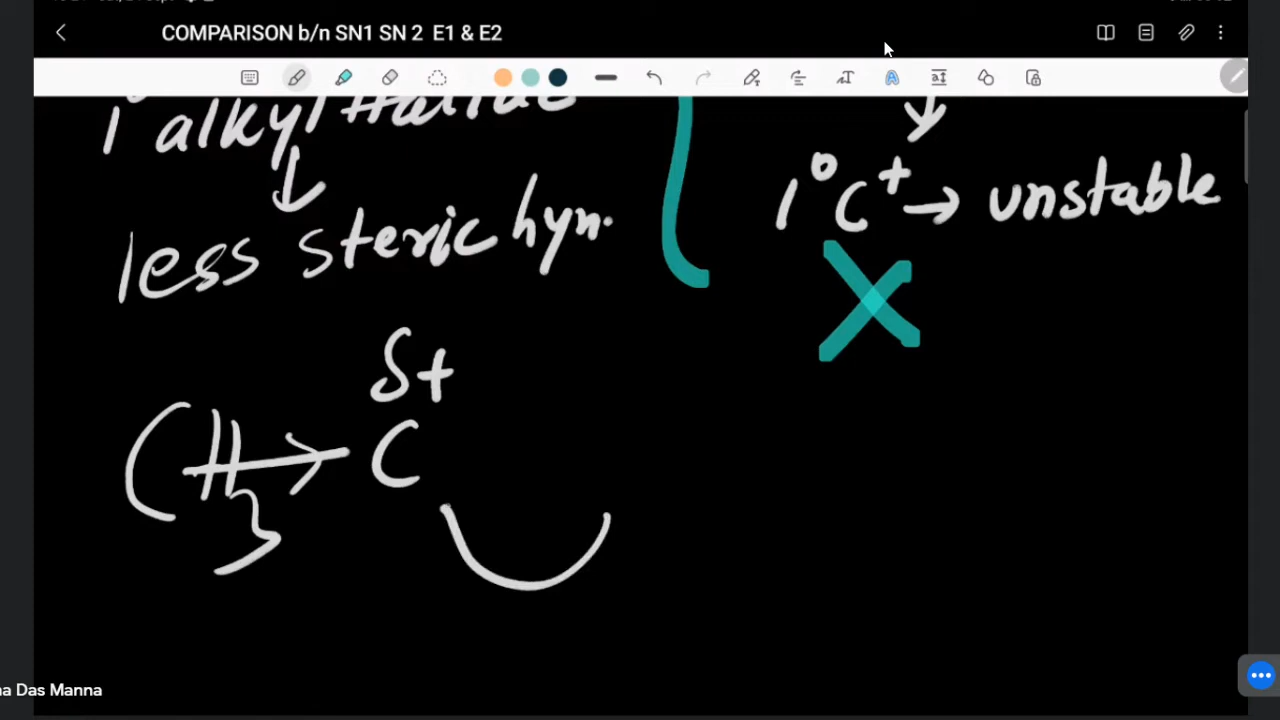 COMPARISON b/n SN1 SN 2 E1 & E2
1° alkyl Halide
1° C+ → unstable
less steric hyn.
δ+
CH3 → C
a Das Manna